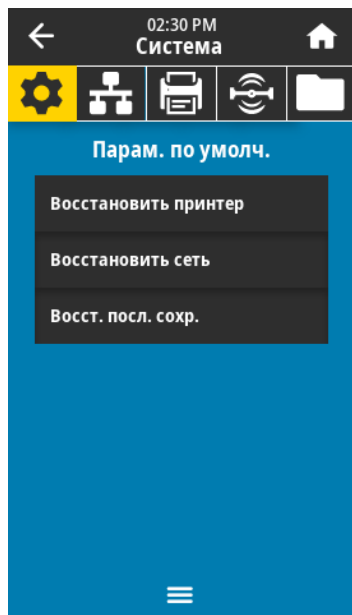 02:30 PM
Система
Парам. по умолч.
Восстановить принтер
Восстановить сеть
Восст. посл. сохр.